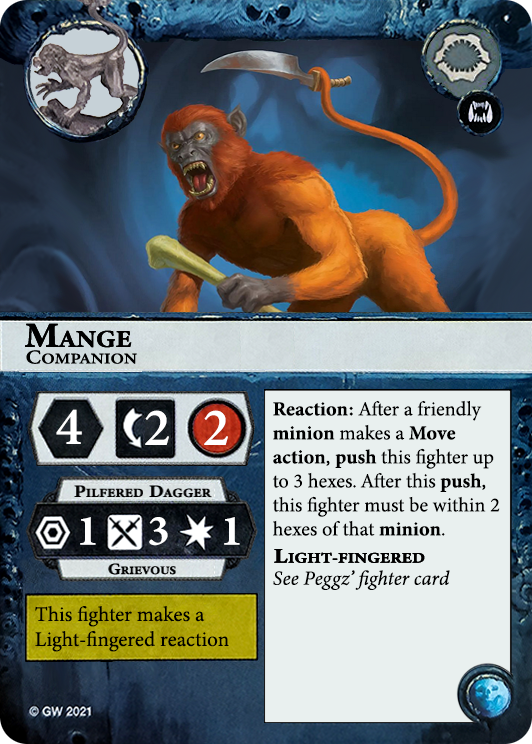 MANGE
COMPANION
4 2 2
PILFERED DAGGER
1 3 1
GRIEVOUS
This fighter makes a
Light-fingered reaction
Reaction: After a friendly
minion makes a Move
action, push this fighter up
to 3 hexes. After this push,
this fighter must be within 2
hexes of that minion.
LIGHT-FINGERED
See Peggz' fighter card
© GW 2021